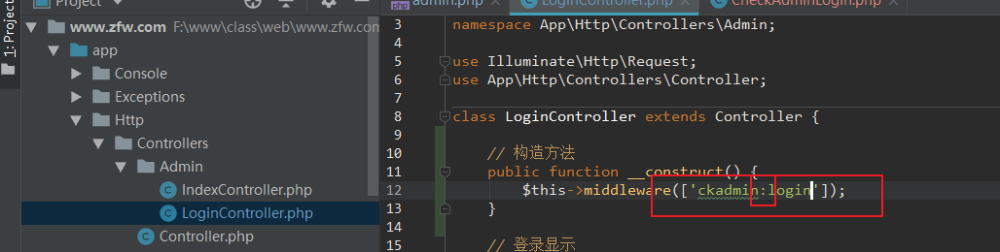 Project
admin.php
LoginController.php
CheckAdminLogin.php
1: Project
www.zfw.com F:\www\class\web\www.zfw.com
app
Console
Exceptions
Http
Controllers
Admin
IndexController.php
LoginController.php
Controller.php
3 namespace App\Http\Controllers\Admin;
4
5 use Illuminate\Http\Request;
6 use App\Http\Controllers\Controller;
7
8 class LoginController extends Controller {
9
10 // 构造方法
11 public function __construct() {
12 $this->middleware(['ckadmin:login']);
13 }
14
15 // 登录显示